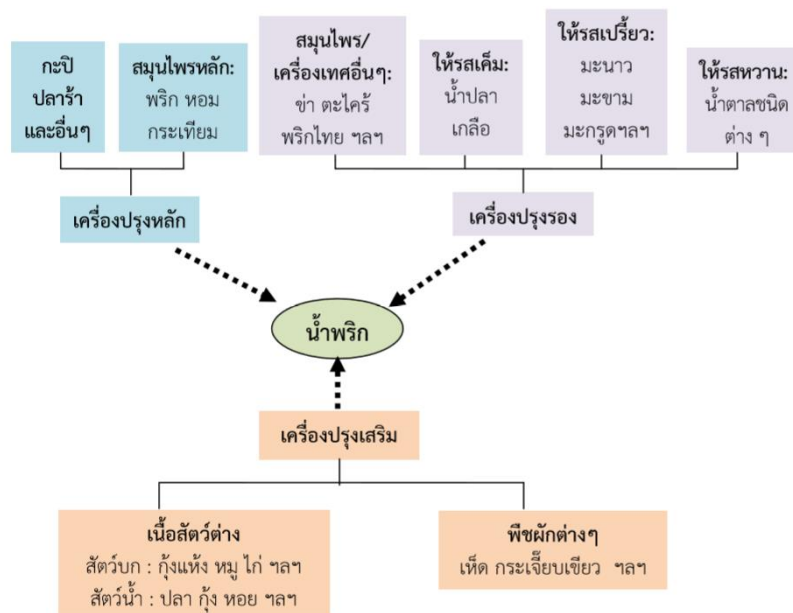 กะปิ
ปลาร้า
และอื่นๆ
สมุนไพรหลัก:
พริก หอม
กระเทียม
สมุนไพร/
เครื่องเทศอื่นๆ:
ข่า ตะไคร้
พริกไทย ฯลฯ
ให้รสเค็ม:
น้ำปลา
เกลือ
ให้รสเปรี้ยว:
มะนาว
มะขาม
มะกรูดฯลฯ
ให้รสหวาน:
น้ำตาลชนิด
ต่าง ๆ
เครื่องปรุงหลัก
เครื่องปรุงรอง
น้ำพริก
เครื่องปรุงเสริม
เนื้อสัตว์ต่าง
สัตว์บก : กุ้งแห้ง หมู ไก่ ฯลฯ
สัตว์น้ำ : ปลา กุ้ง หอย ฯลฯ
พืชผักต่างๆ
เห็ด กระเจี๊ยบเขียว ฯลฯ